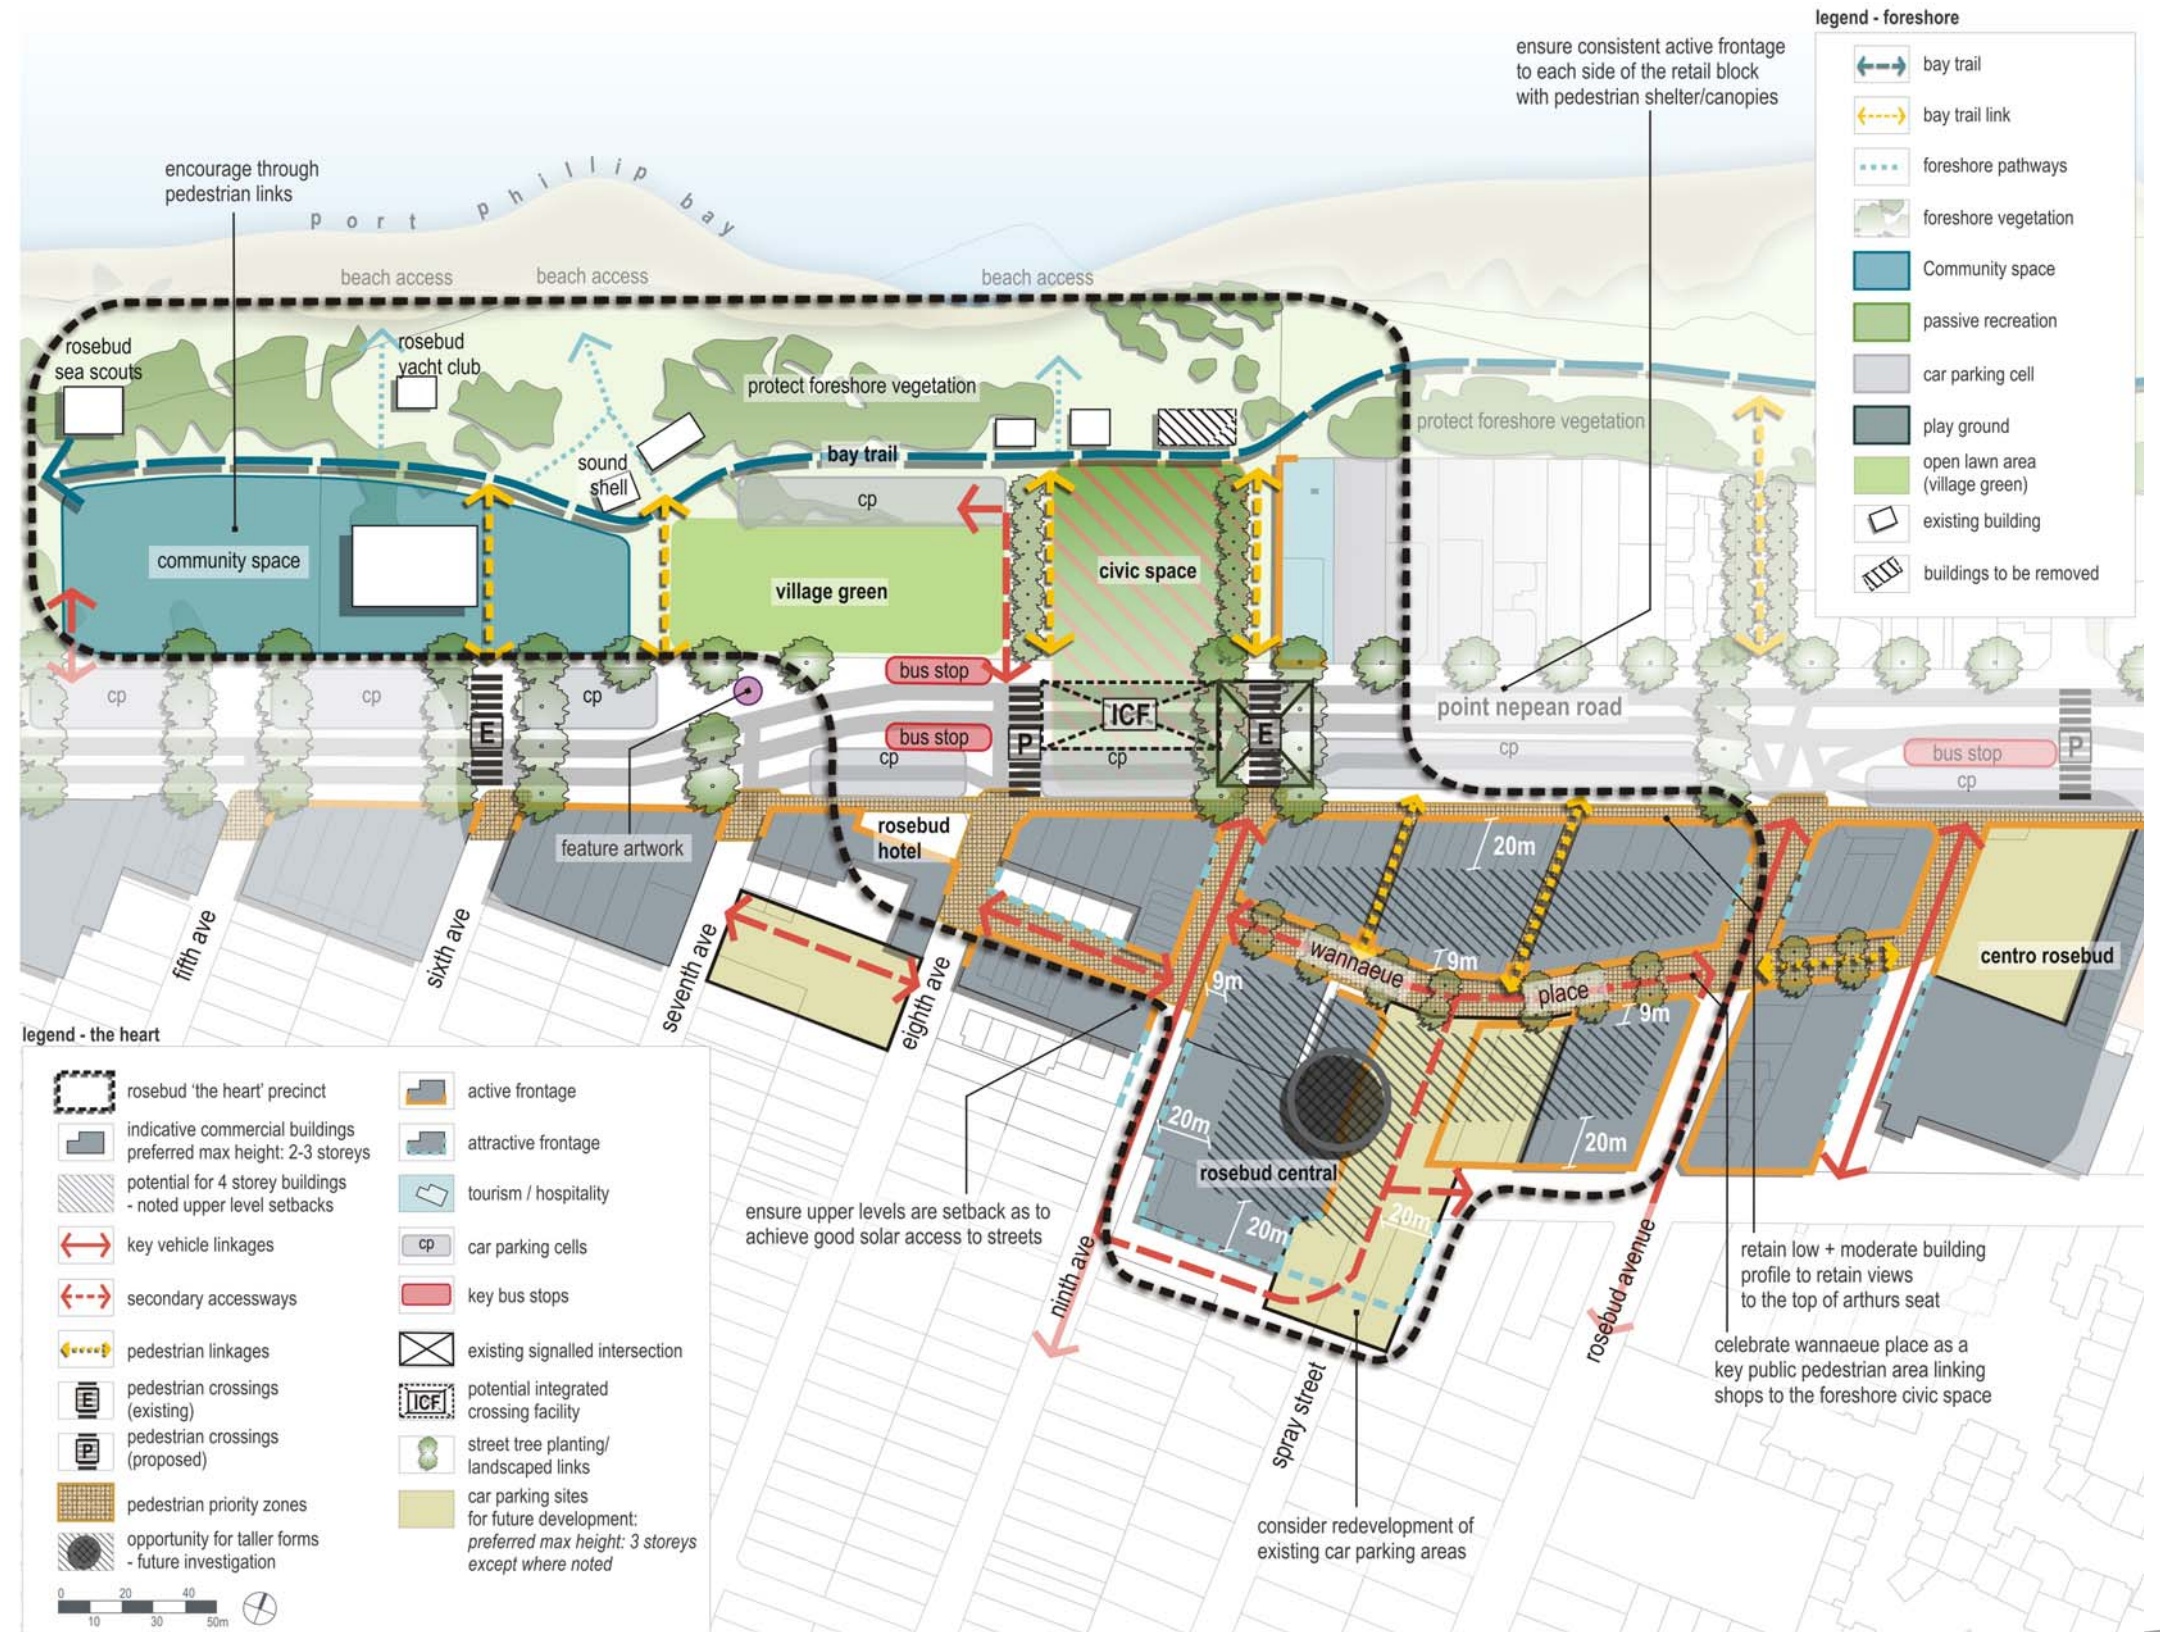 legend - foreshore
bay trail
bay trail link
foreshore pathways
foreshore vegetation
Community space
passive recreation
car parking cell
play ground
open lawn area
(village green)
existing building
buildings to be removed
ensure consistent active frontage
to each side of the retail block
with pedestrian shelter/canopies
encourage through
pedestrian links
port phillip bay
beach access
beach access
beach access
rosebud
sea scouts
rosebud
yacht club
protect foreshore vegetation
protect foreshore vegetation
sound
shell
bay trail
cp
community space
village green
civic space
bus stop
bus stop
cp
cp
cp
cp
cp
ICF
E
P
E
point nepean road
cp
bus stop
P
cp
feature artwork
rosebud
hotel
20m
fifth ave
sixth ave
seventh ave
eighth ave
wannaeue
place
9m
9m
9m
centro rosebud
20m
rosebud central
20m
20m
20m
ninth ave
spray street
rosebud avenue
ensure upper levels are setback as to
achieve good solar access to streets
retain low + moderate building
profile to retain views
to the top of arthurs seat
celebrate wannaeue place as a
key public pedestrian area linking
shops to the foreshore civic space
consider redevelopment of
existing car parking areas
legend - the heart
rosebud ‘the heart’ precinct
indicative commercial buildings
preferred max height: 2-3 storeys
potential for 4 storey buildings
- noted upper level setbacks
key vehicle linkages
secondary accessways
pedestrian linkages
E
pedestrian crossings
(existing)
P
pedestrian crossings
(proposed)
pedestrian priority zones
opportunity for taller forms
- future investigation
active frontage
attractive frontage
tourism / hospitality
cp
car parking cells
key bus stops
existing signalled intersection
ICF
potential integrated
crossing facility
street tree planting/
landscaped links
car parking sites
for future development:
preferred max height: 3 storeys
except where noted
0 20 40
10 30 50m